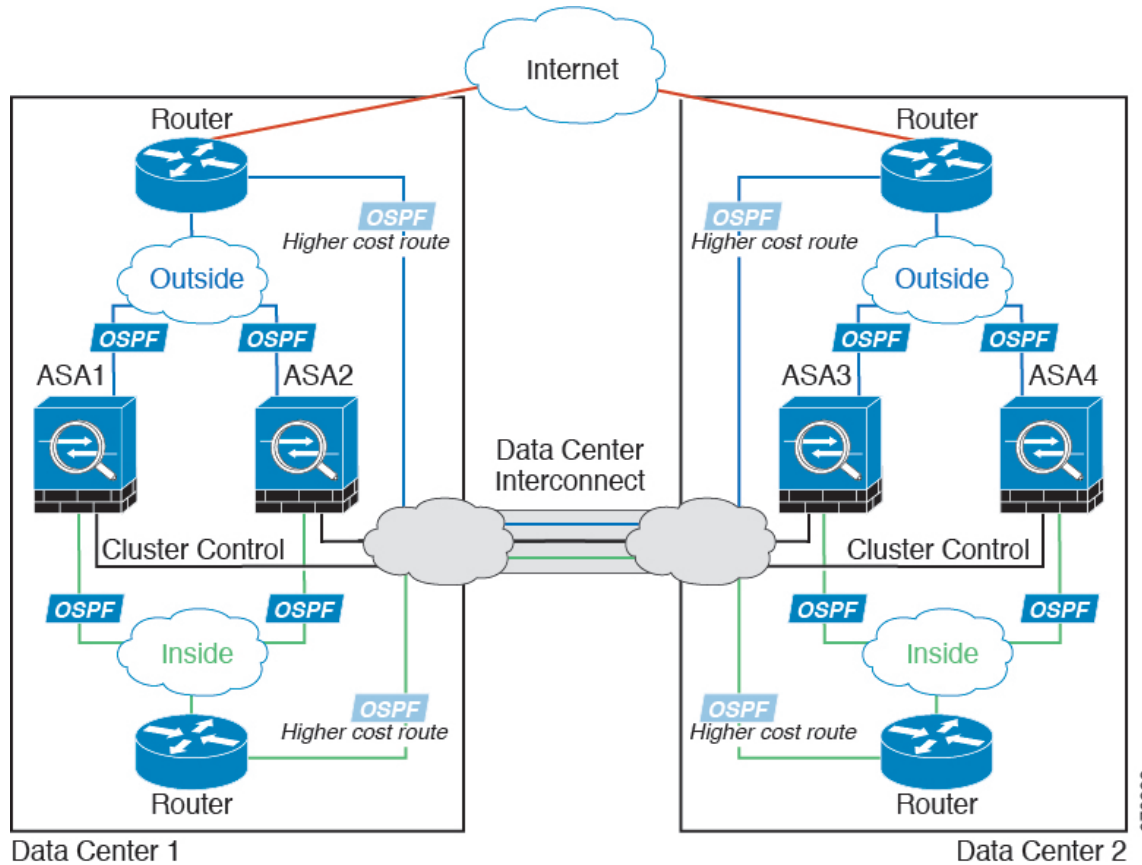 Internet
Router
Router
OSPF
Higher cost route
OSPF
Higher cost route
Outside
Outside
OSPF
OSPF
OSPF
OSPF
ASA1
ASA2
ASA3
ASA4
Data Center
Interconnect
Cluster Control
Cluster Control
OSPF
OSPF
OSPF
OSPF
Inside
Inside
OSPF
Higher cost route
OSPF
Higher cost route
Router
Router
Data Center 1
Data Center 2